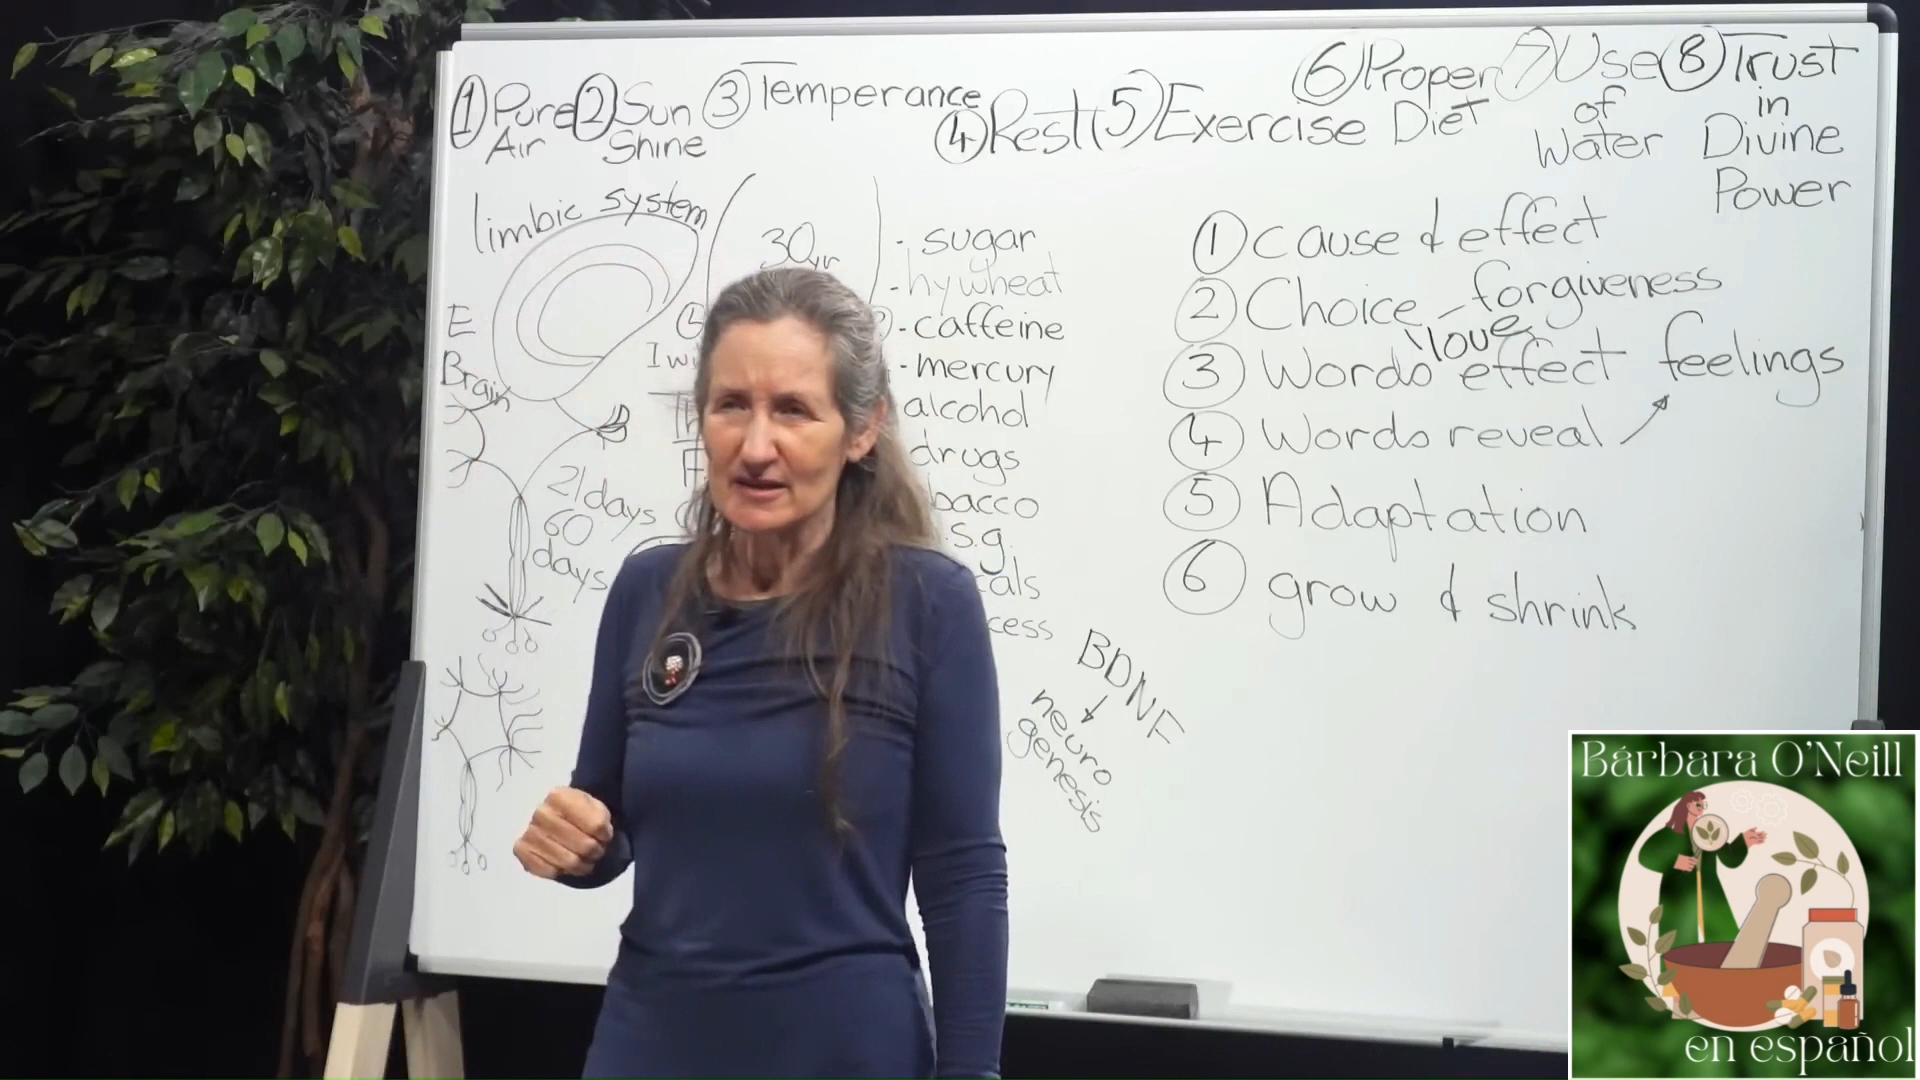 ① Pure Air
② Sun Shine
③ Temperance
④ Rest
⑤ Exercise
⑥ Proper Diet
⑦ Use of Water
⑧ Trust in Divine Power
limbic system
E
Brain
21 days
60 days
30yr
- sugar
- hywheat
- caffeine
- mercury
alcohol
drugs
BDNF
neuro
genesis
① cause & effect
② Choice - forgiveness
love
③ Words effect feelings
④ Words reveal
⑤ Adaptation
⑥ grow & shrink
Bárbara O'Neill
en español